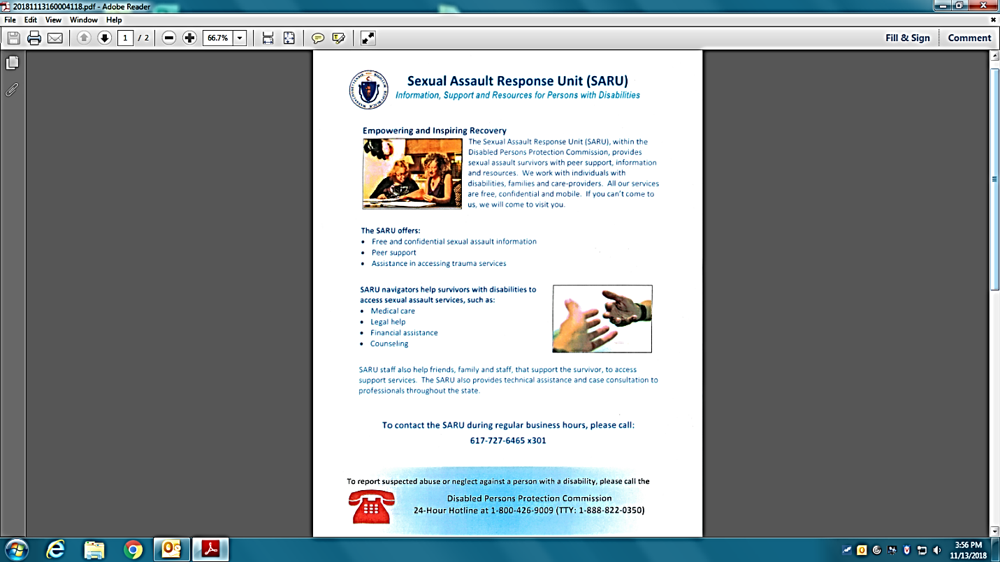 20181113160004118.pdf - Adobe Reader
File Edit View Window Help
1 / 2 66.7% Fill & Sign Comment
Sexual Assault Response Unit (SARU)
Information, Support and Resources for Persons with Disabilities
Empowering and Inspiring Recovery
The Sexual Assault Response Unit (SARU), within the
Disabled Persons Protection Commission, provides
sexual assault survivors with peer support, information
and resources. We work with individuals with
disabilities, families and care-providers. All our services
are free, confidential and mobile. If you can't come to
us, we will come to visit you.
The SARU offers:
• Free and confidential sexual assault information
• Peer support
• Assistance in accessing trauma services
SARU navigators help survivors with disabilities to
access sexual assault services, such as:
• Medical care
• Legal help
• Financial assistance
• Counseling
SARU staff also help friends, family and staff, that support the survivor, to access
support services. The SARU also provides technical assistance and case consultation to
professionals throughout the state.
To contact the SARU during regular business hours, please call:
617-727-6465 x301
To report suspected abuse or neglect against a person with a disability, please call the
Disabled Persons Protection Commission
24-Hour Hotline at 1-800-426-9009 (TTY: 1-888-822-0350)
3:56 PM
11/13/2018